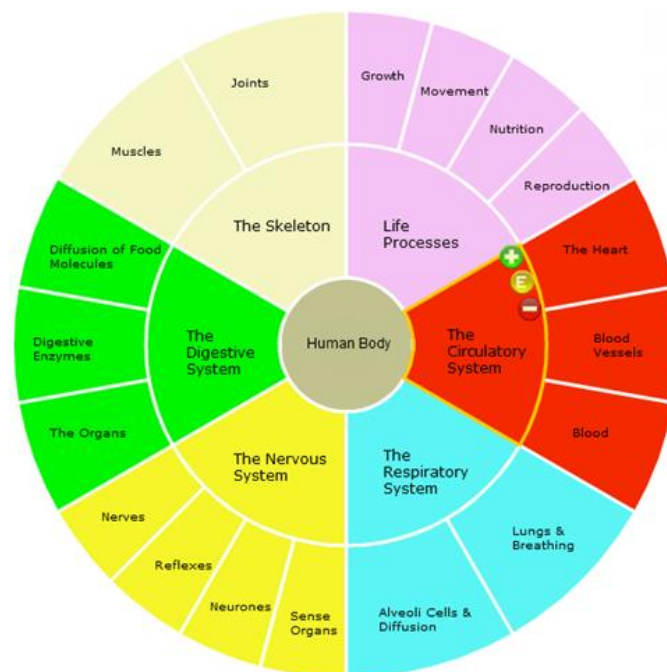 Joints
Muscles
Growth
Movement
Nutrition
Reproduction
The Skeleton
Life
Processes
Diffusion of Food
Molecules
Digestive
Enzymes
The Organs
The
Digestive
System
Human Body
The
Circulatory
System
+
E
−
The Heart
Blood
Vessels
Blood
The Nervous
System
The
Respiratory
System
Nerves
Reflexes
Neurones
Sense
Organs
Alveoli Cells &
Diffusion
Lungs &
Breathing